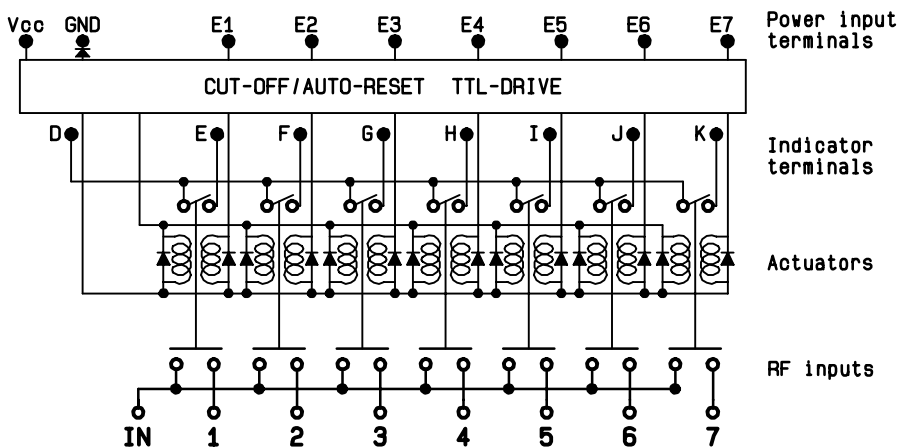 Vcc GND E1 E2 E3 E4 E5 E6 E7 Power input
terminals
CUT-OFF/AUTO-RESET TTL-DRIVE
D E F G H I J K Indicator
terminals
Actuators
RF inputs
IN 1 2 3 4 5 6 7